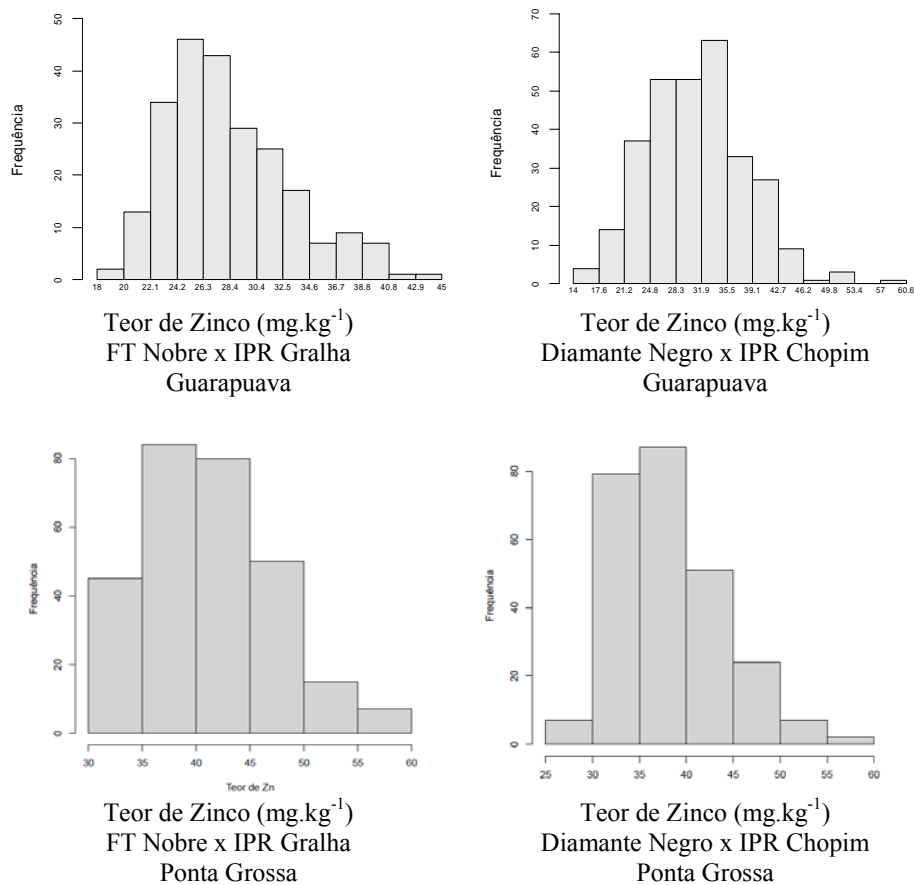 Frequência
50
40
30
20
10
0
18 20 22.1 24.2 26.3 28.4 30.4 32.5 34.6 36.7 38.8 40.8 42.9 45
Teor de Zinco (mg.kg⁻¹)
FT Nobre x IPR Gralha
Guarapuava
Frequência
70
60
50
40
30
20
10
0
14 17.6 21.2 24.8 28.3 31.9 35.5 39.1 42.7 46.2 49.8 53.4 57 60.6
Teor de Zinco (mg.kg⁻¹)
Diamante Negro x IPR Chopim
Guarapuava
Frequência
80
60
40
20
0
30 35 40 45 50 55 60
Teor de Zn
Teor de Zinco (mg.kg⁻¹)
FT Nobre x IPR Gralha
Ponta Grossa
Frequência
80
60
40
20
0
25 30 35 40 45 50 55 60
Teor de Zinco (mg.kg⁻¹)
Diamante Negro x IPR Chopim
Ponta Grossa